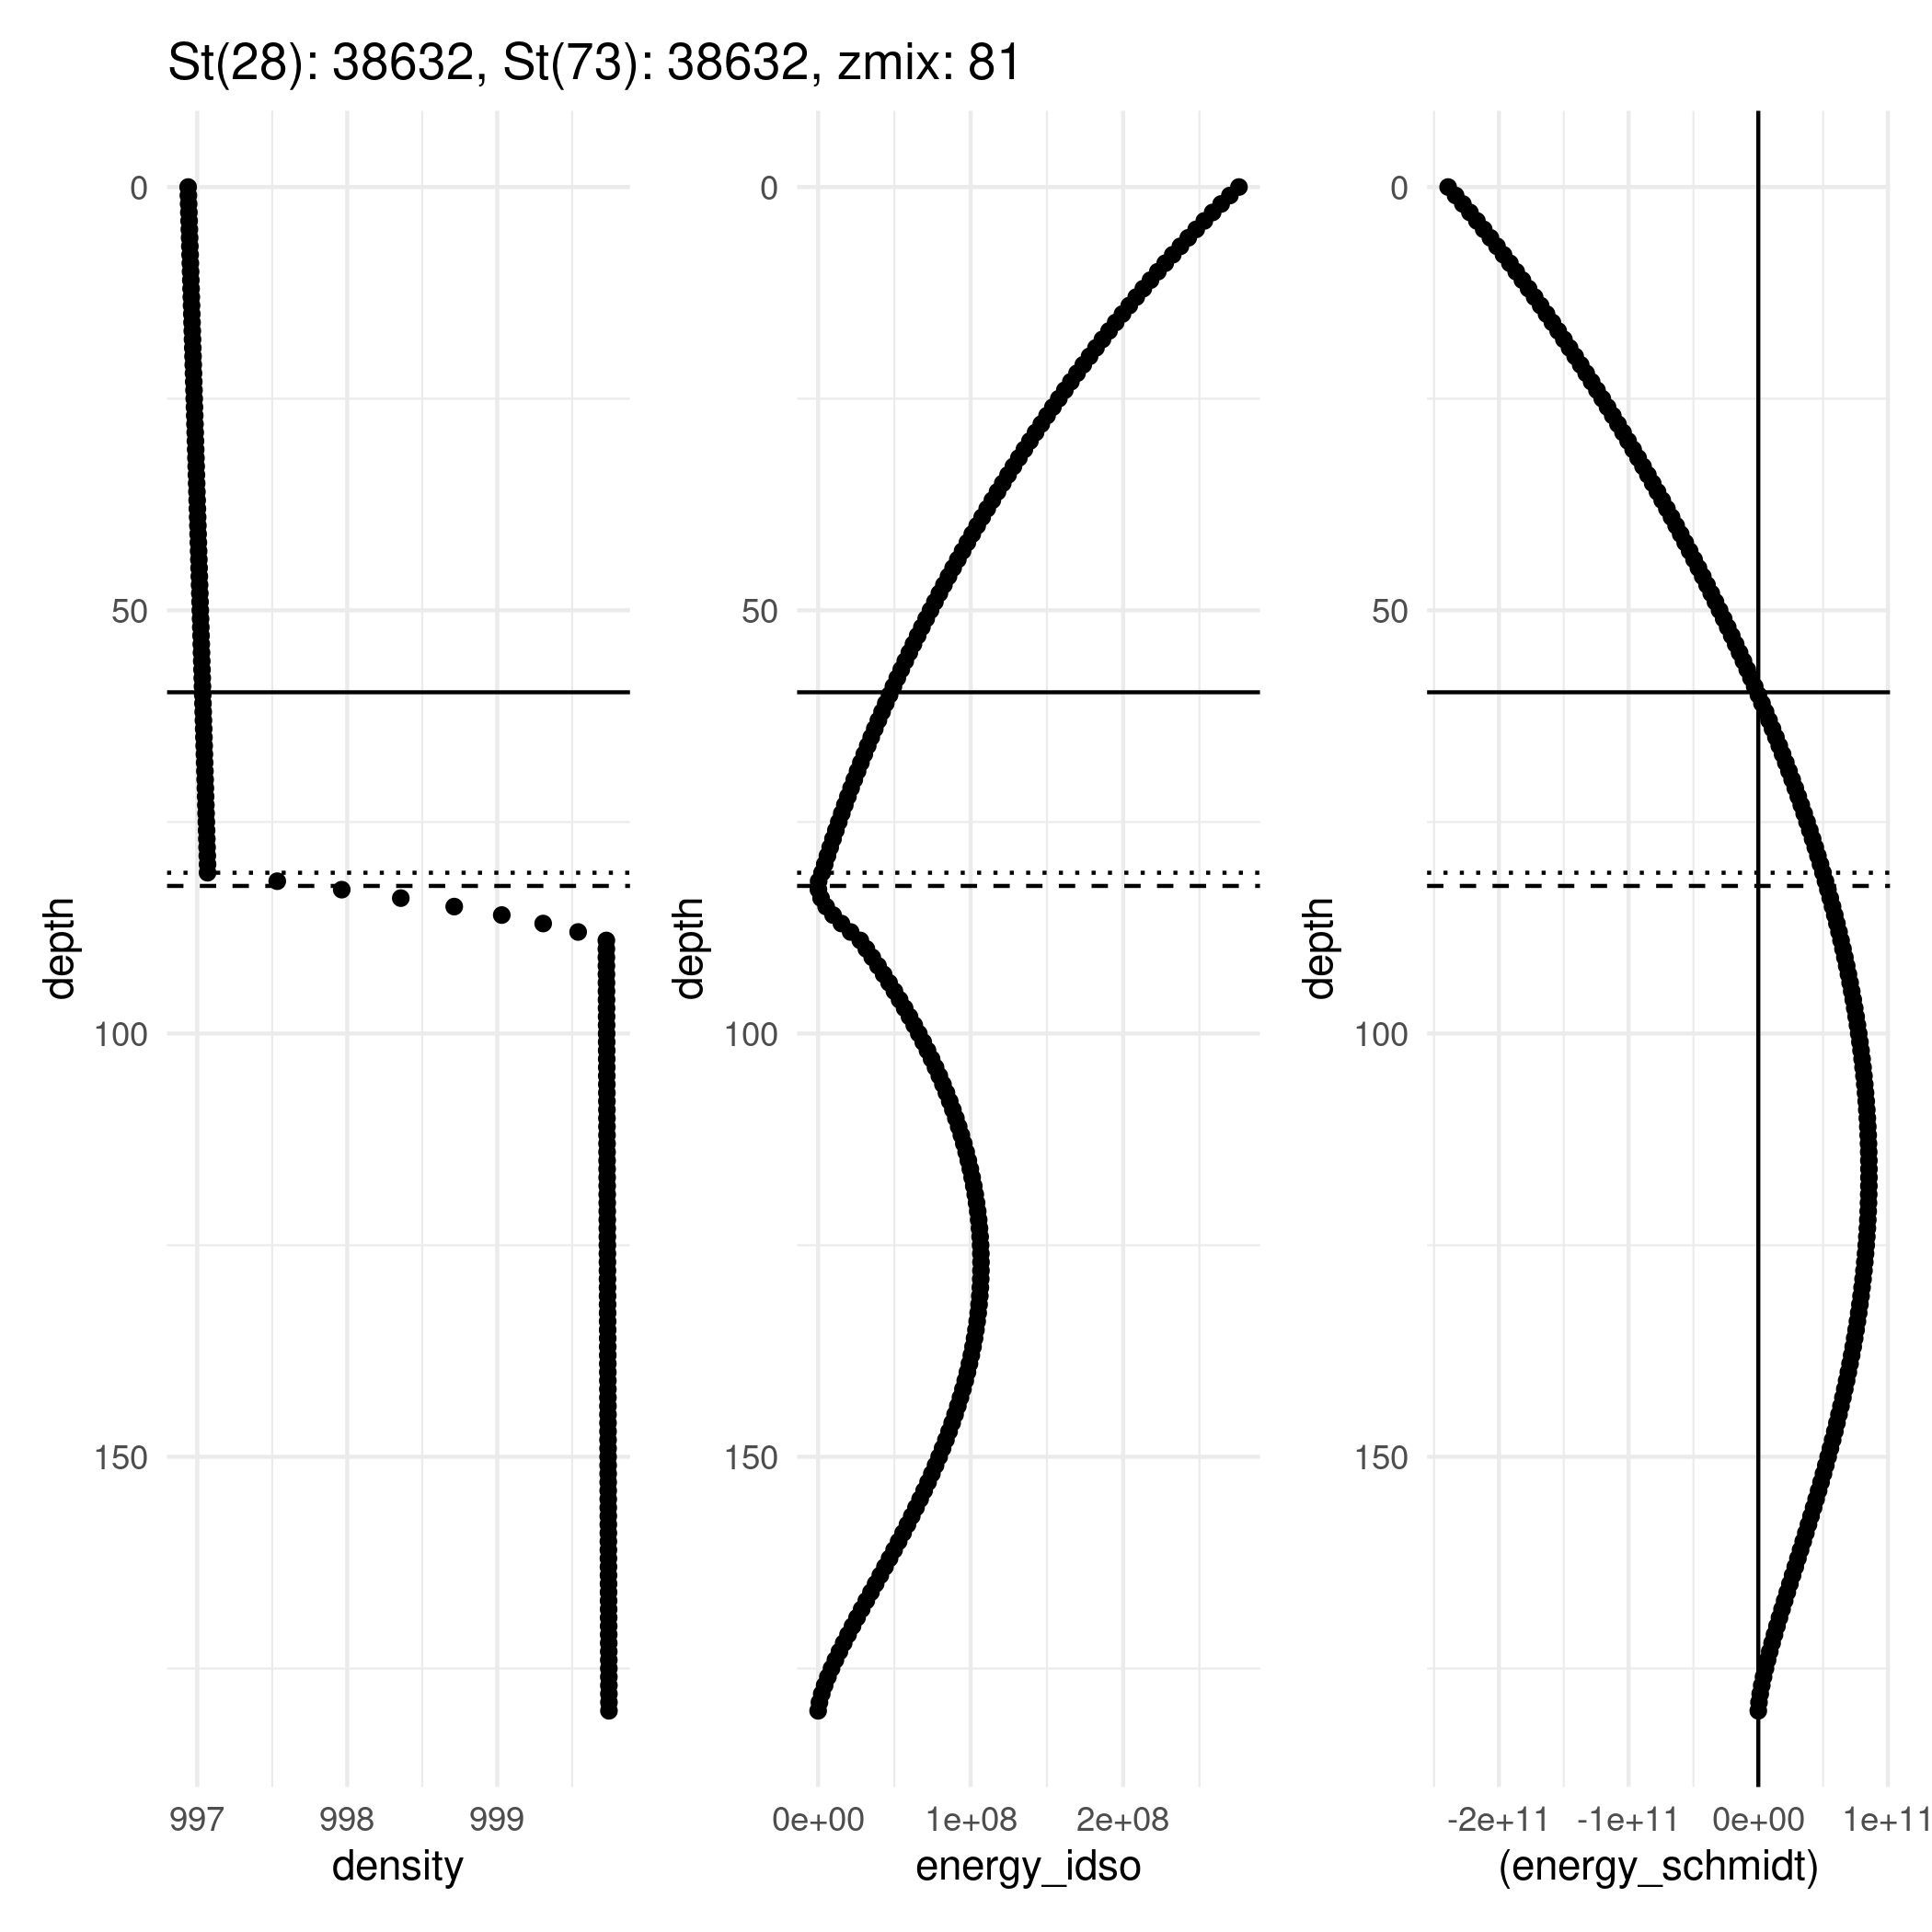 St(28): 38632, St(73): 38632, zmix: 81
0
50
100
150
depth
997 998 999
density
0
50
100
150
depth
0e+00 1e+08 2e+08
energy_idso
0
50
100
150
depth
-2e+11 -1e+11 0e+00 1e+11
(energy_schmidt)